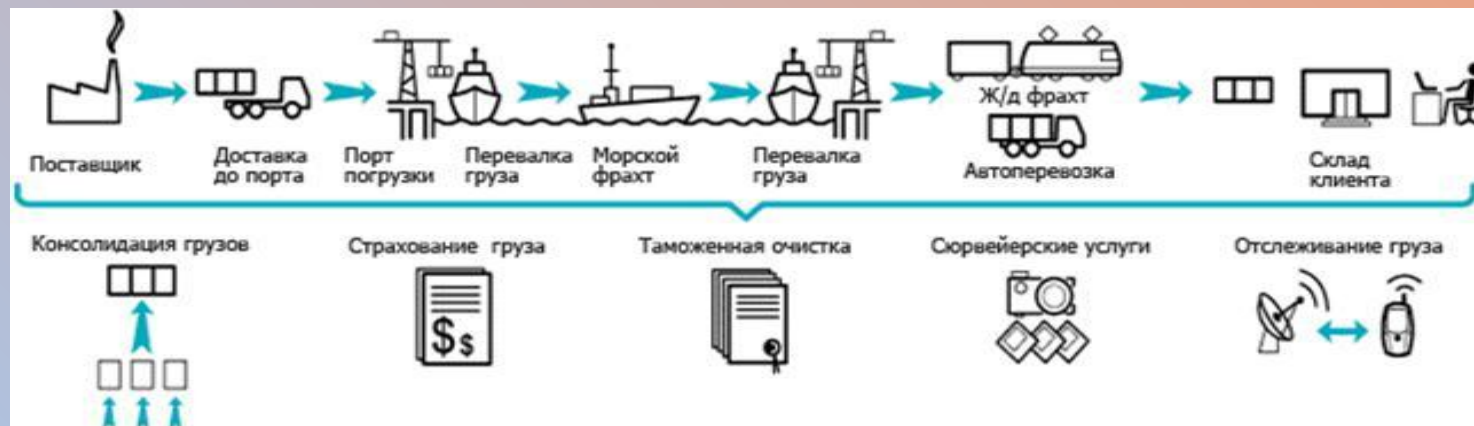 Ж/д фрахт
Поставщик
Доставка
до порта
Порт
погрузки
Перевалка
груза
Морской
фрахт
Перевалка
груза
Автоперевозка
Склад
клиента
Консолидация грузов
Страхование груза
Таможенная очистка
Сюрвейерские услуги
Отслеживание груза
$ $